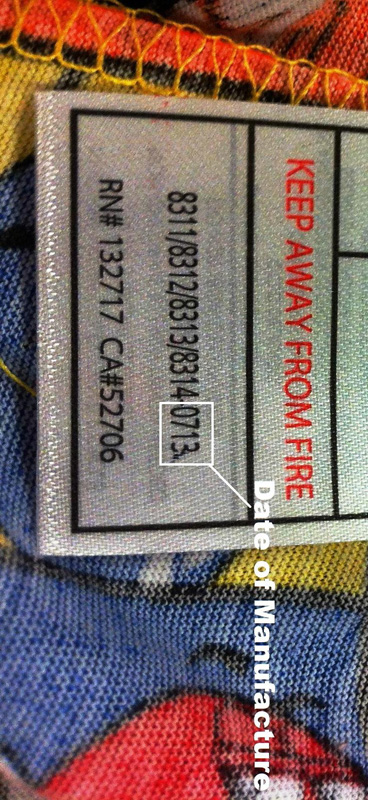 KEEP AWAY FROM FIRE
8311/8312/8313/8314-0713.
RN# 132717 CA#52706
Date of Manufacture